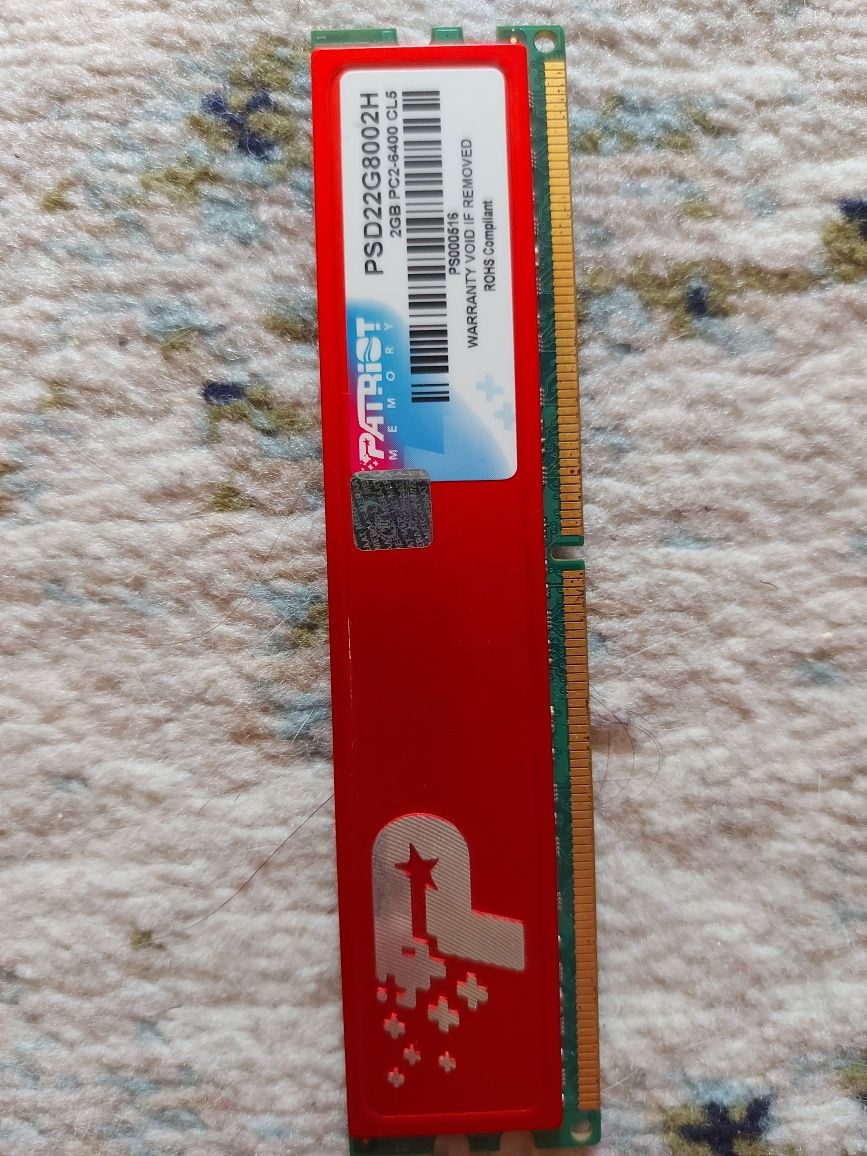 PATRIOT
MEMORY
PSD22G8002H
2GB PC2-6400 CL5
PS000516
WARRANTY VOID IF REMOVED
ROHS Compliant